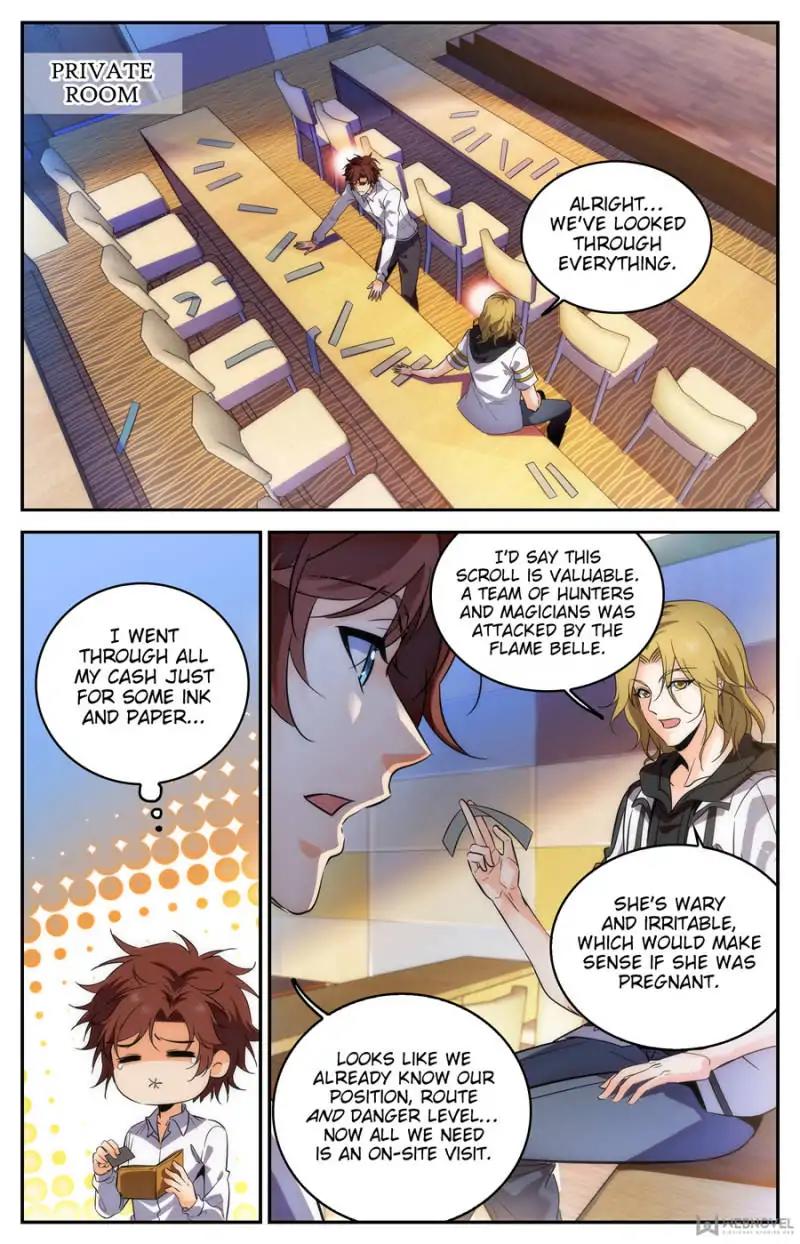 PRIVATE
ROOM
ALRIGHT...
WE'VE LOOKED
THROUGH
EVERYTHING.
I WENT
THROUGH ALL
MY CASH JUST
FOR SOME INK
AND PAPER...
I'D SAY THIS
SCROLL IS VALUABLE.
A TEAM OF HUNTERS
AND MAGICIANS WAS
ATTACKED BY THE
FLAME BELLE.
SHE'S WARY
AND IRRITABLE,
WHICH WOULD MAKE
SENSE IF SHE WAS
PREGNANT.
LOOKS LIKE WE
ALREADY KNOW OUR
POSITION, ROUTE
AND DANGER LEVEL...
NOW ALL WE NEED
IS AN ON-SITE VISIT.
WEBNOVEL